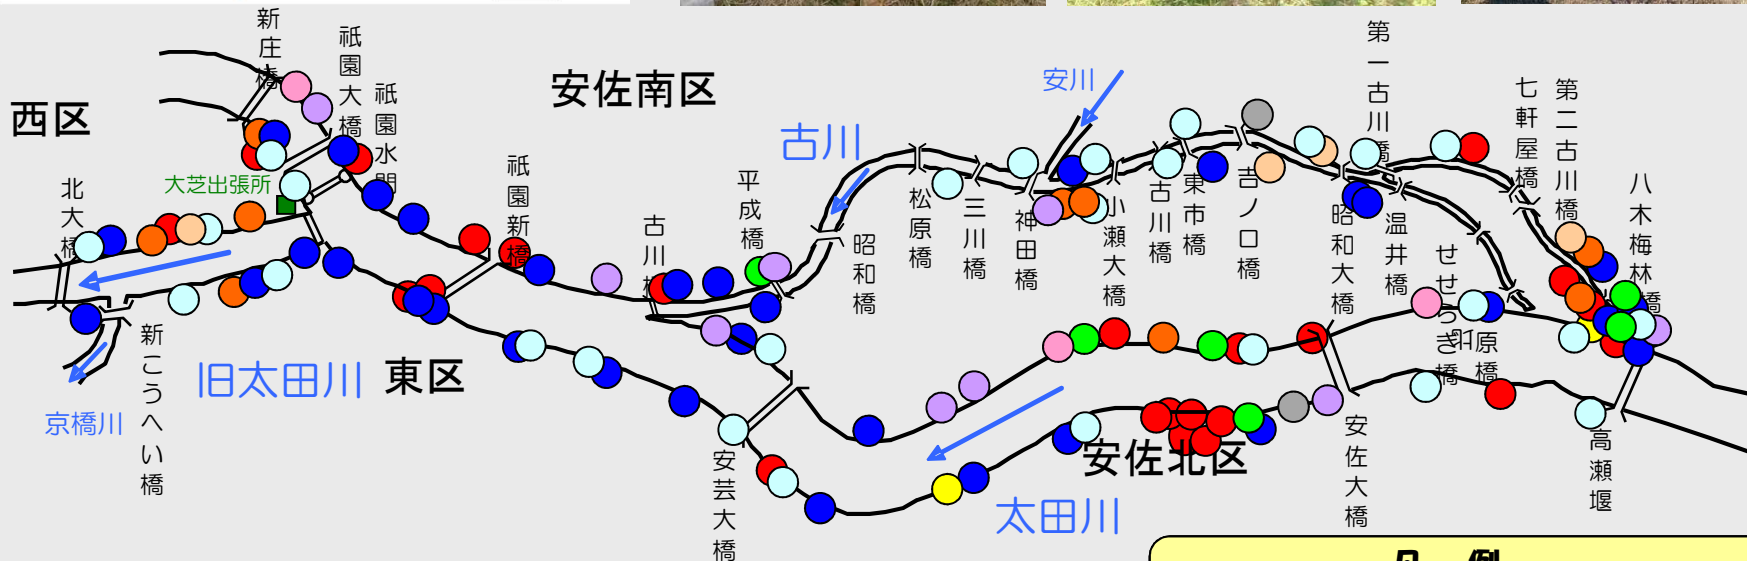 新庄橋
祇園大橋
祇園水門
西区
大芝出張所
北大橋
新こうへい橋
京橋川
旧太田川
東区
祇園新橋
安佐南区
古川橋
平成橋
古川
昭和橋
松原橋
三川橋
神田橋
安川
小瀬大橋
古川橋
東市橋
吉ノ口橋
第一古川橋
昭和大橋
温井橋
せせらぎ橋
原橋
七軒屋橋
第二古川橋
八木梅林橋
安芸大橋
太田川
安佐北区
安佐大橋
高瀬堰
凡 例